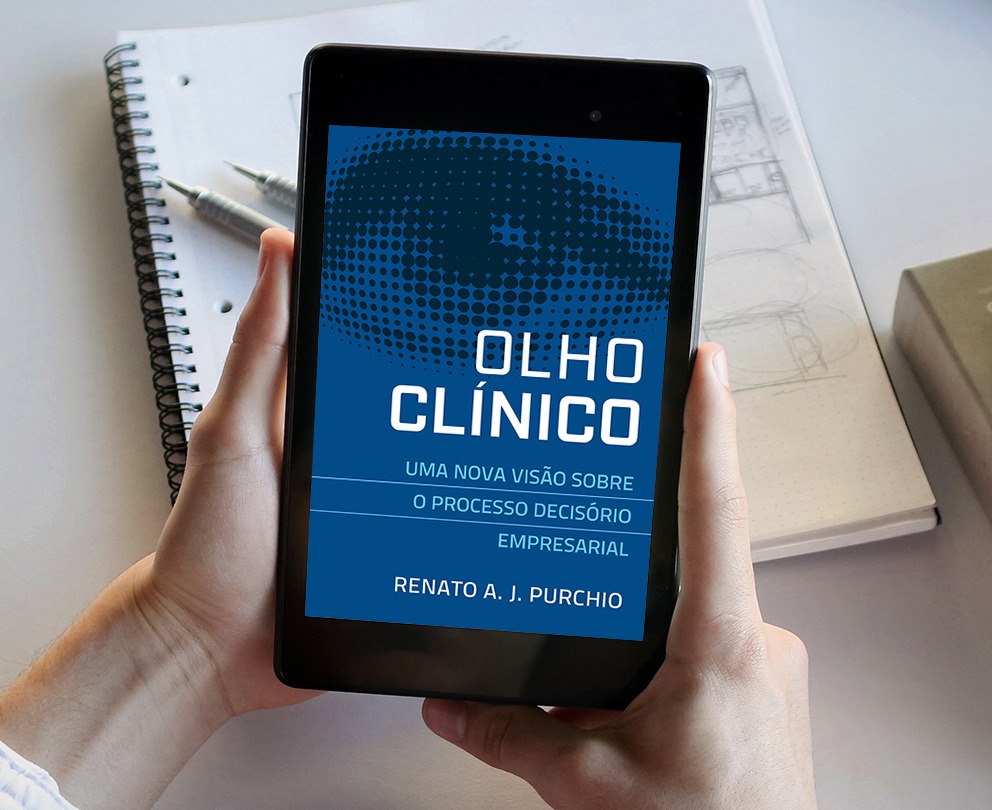 OLHO
CLÍNICO
UMA NOVA VISÃO SOBRE
O PROCESSO DECISÓRIO
EMPRESARIAL
RENATO A. J. PURCHIO